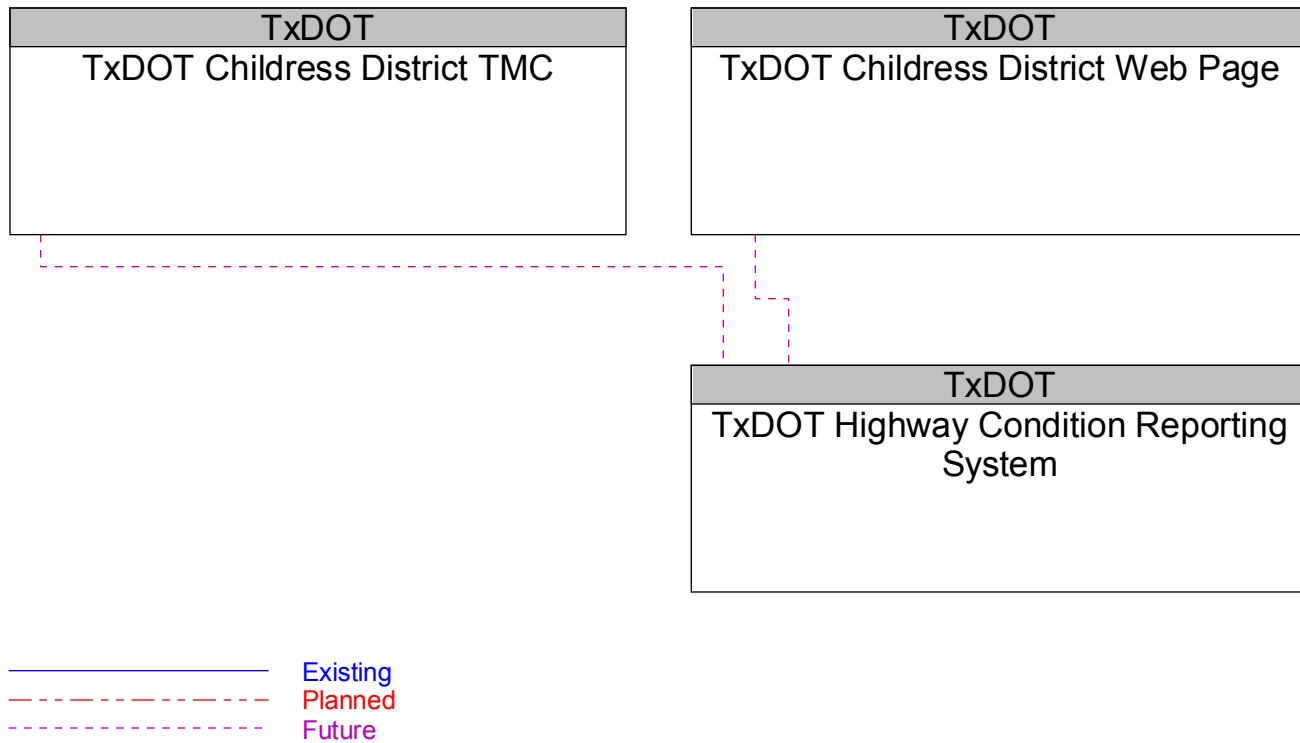 TxDOT
TxDOT Childress District TMC
TxDOT
TxDOT Childress District Web Page
TxDOT
TxDOT Highway Condition Reporting
System
Existing
Planned
Future